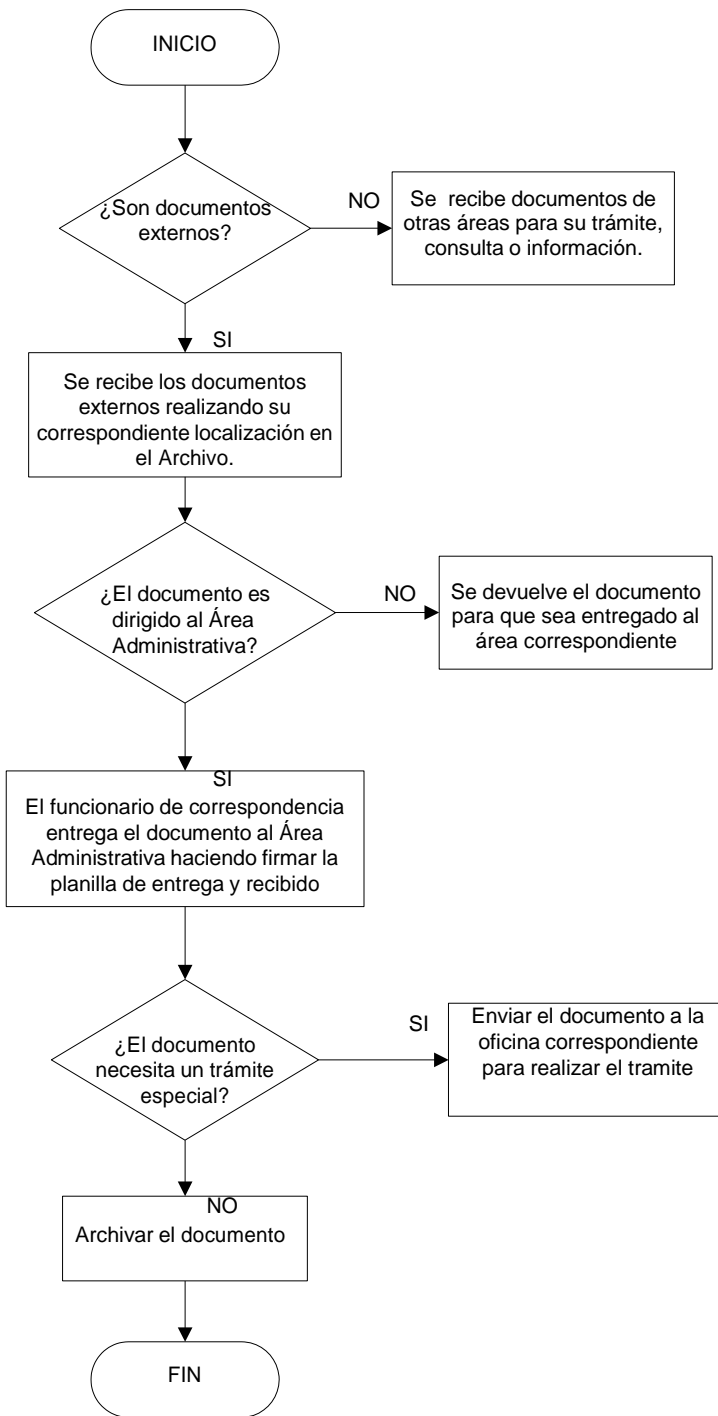 INICIO
¿Son documentos
externos?
NO
Se recibe documentos de
otras áreas para su trámite,
consulta o información.
SI
Se recibe los documentos
externos realizando su
correspondiente localización en
el Archivo.
¿El documento es
dirigido al Área
Administrativa?
NO
Se devuelve el documento
para que sea entregado al
área correspondiente
SI
El funcionario de correspondencia
entrega el documento al Área
Administrativa haciendo firmar la
planilla de entrega y recibido
¿El documento
necesita un trámite
especial?
SI
Enviar el documento a la
oficina correspondiente
para realizar el tramite
NO
Archivar el documento
FIN